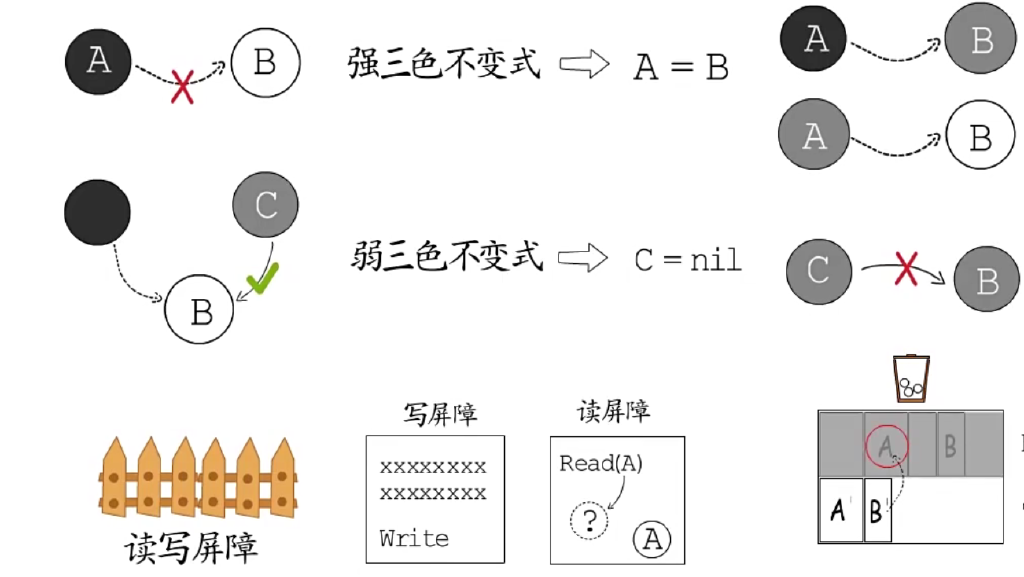 A
B
强三色不变式
A = B
A
B
A
B
C
B
弱三色不变式
C = nil
C
B
读写屏障
写屏障
xxxxxxxx
xxxxxxxx
Write
读屏障
Read(A)
?
A
A
B
A'
B'